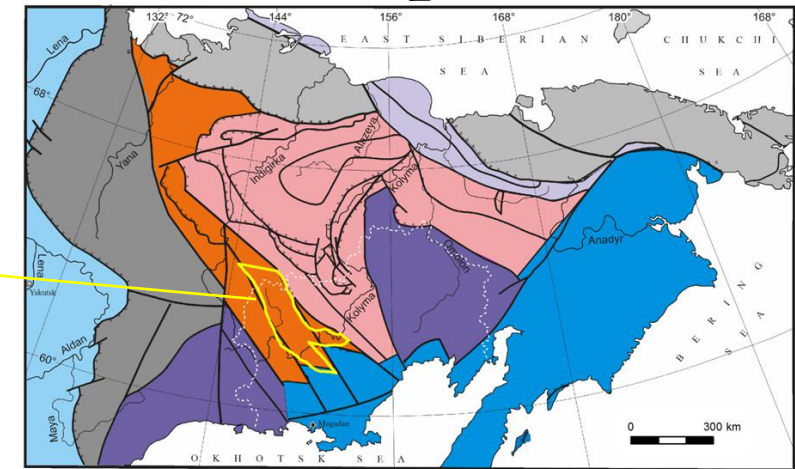 132° 72° 144° 156° 168° 180° 168°
EAST SIBERIAN
SEA
CHUKCHI
SEA
Lena
68°
Yana
Indigirka
Alazeya
Kolyma
Omolon
Anadyr
Lena
Yakutsk
Kolyma
60°
Aldan
Maya
Magadan
BERING
SEA
0 300 km
OKHOTSK SEA